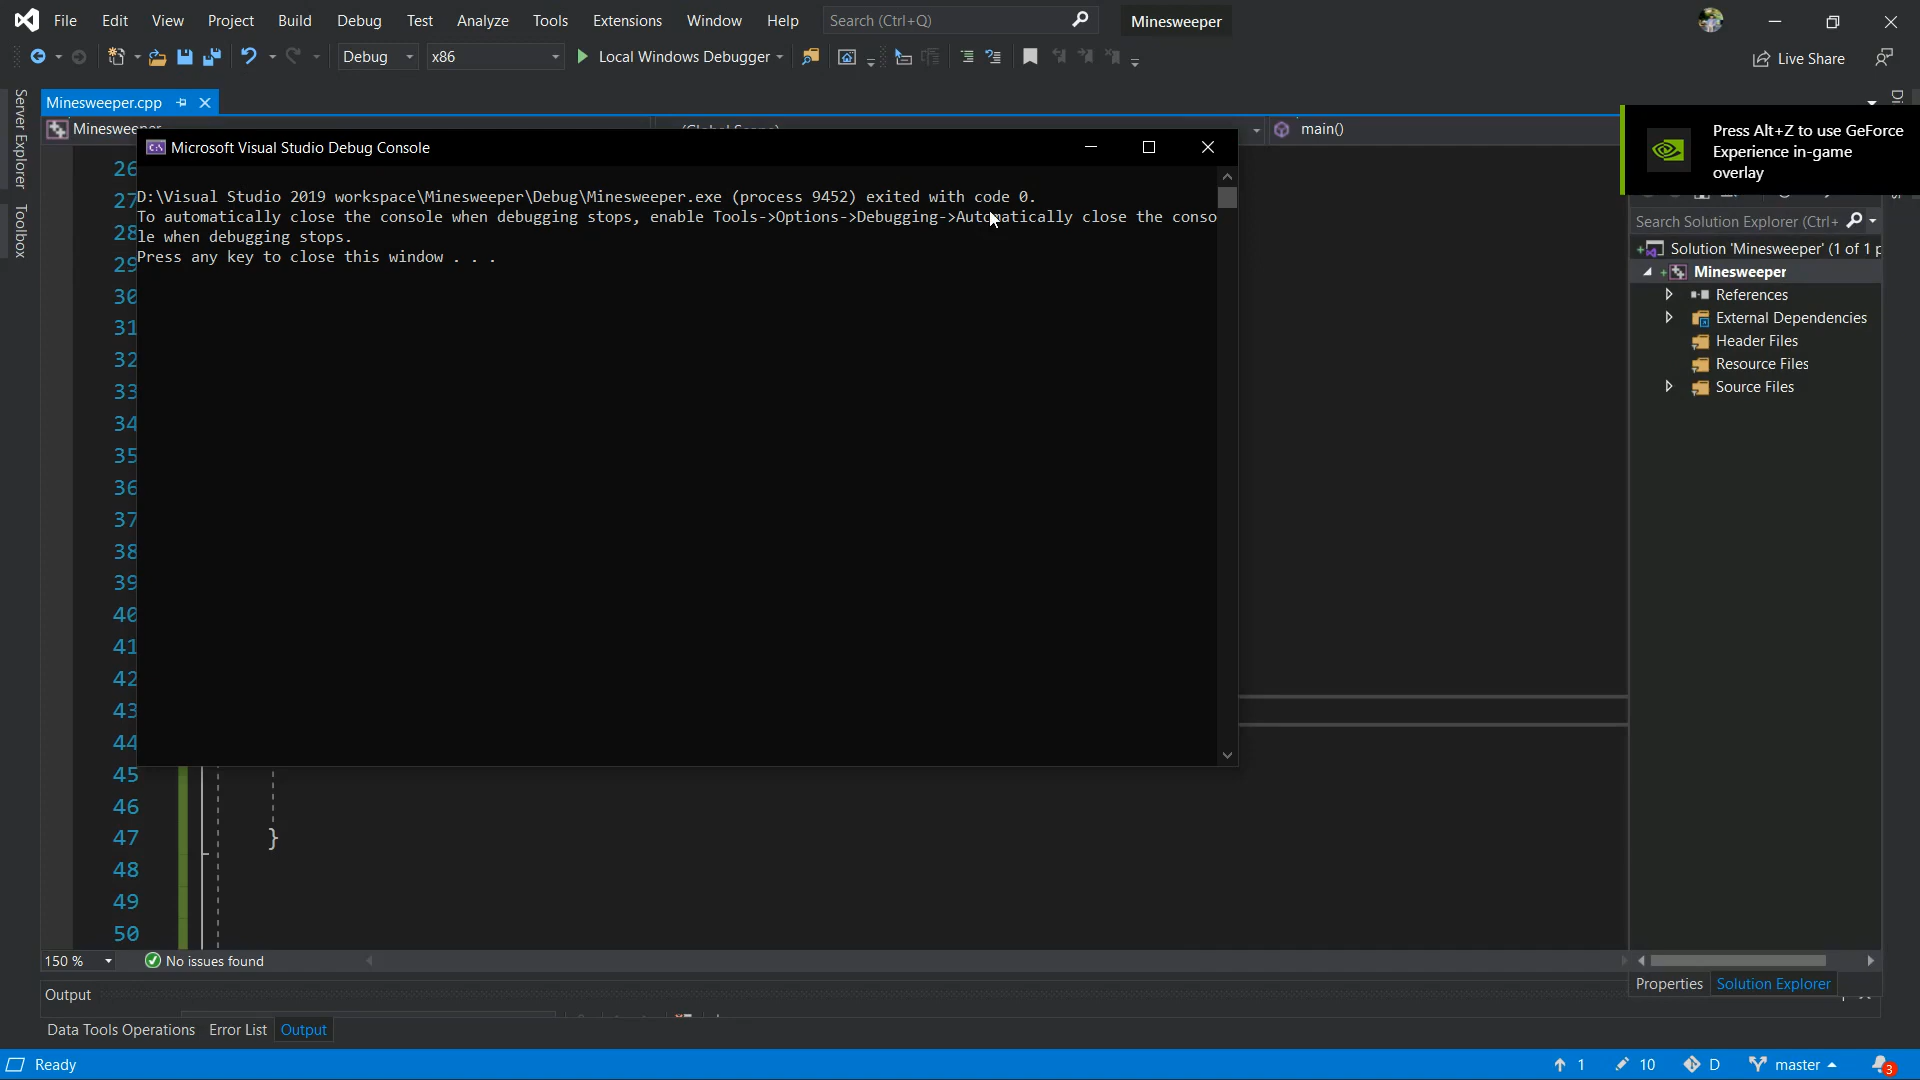 File Edit View Project Build Debug Test Analyze Tools Extensions Window Help Search (Ctrl+Q) Minesweeper
Debug x86 Local Windows Debugger Live Share
Server Explorer
Toolbox
Minesweeper.cpp
Minesweeper (Global Scope) main()
Press Alt+Z to use GeForce
Experience in-game
overlay
Microsoft Visual Studio Debug Console
D:\Visual Studio 2019 workspace\Minesweeper\Debug\Minesweeper.exe (process 9452) exited with code 0.
To automatically close the console when debugging stops, enable Tools->Options->Debugging->Automatically close the conso
le when debugging stops.
Press any key to close this window . . .
Search Solution Explorer (Ctrl+
Solution 'Minesweeper' (1 of 1 p
Minesweeper
References
External Dependencies
Header Files
Resource Files
Source Files
26
27
28
29
30
31
32
33
34
35
36
37
38
39
40
41
42
43
44
45
46
47 }
48
49
50
150 % No issues found
Properties Solution Explorer
Output
Data Tools Operations Error List Output
Ready 1 10 D master 3